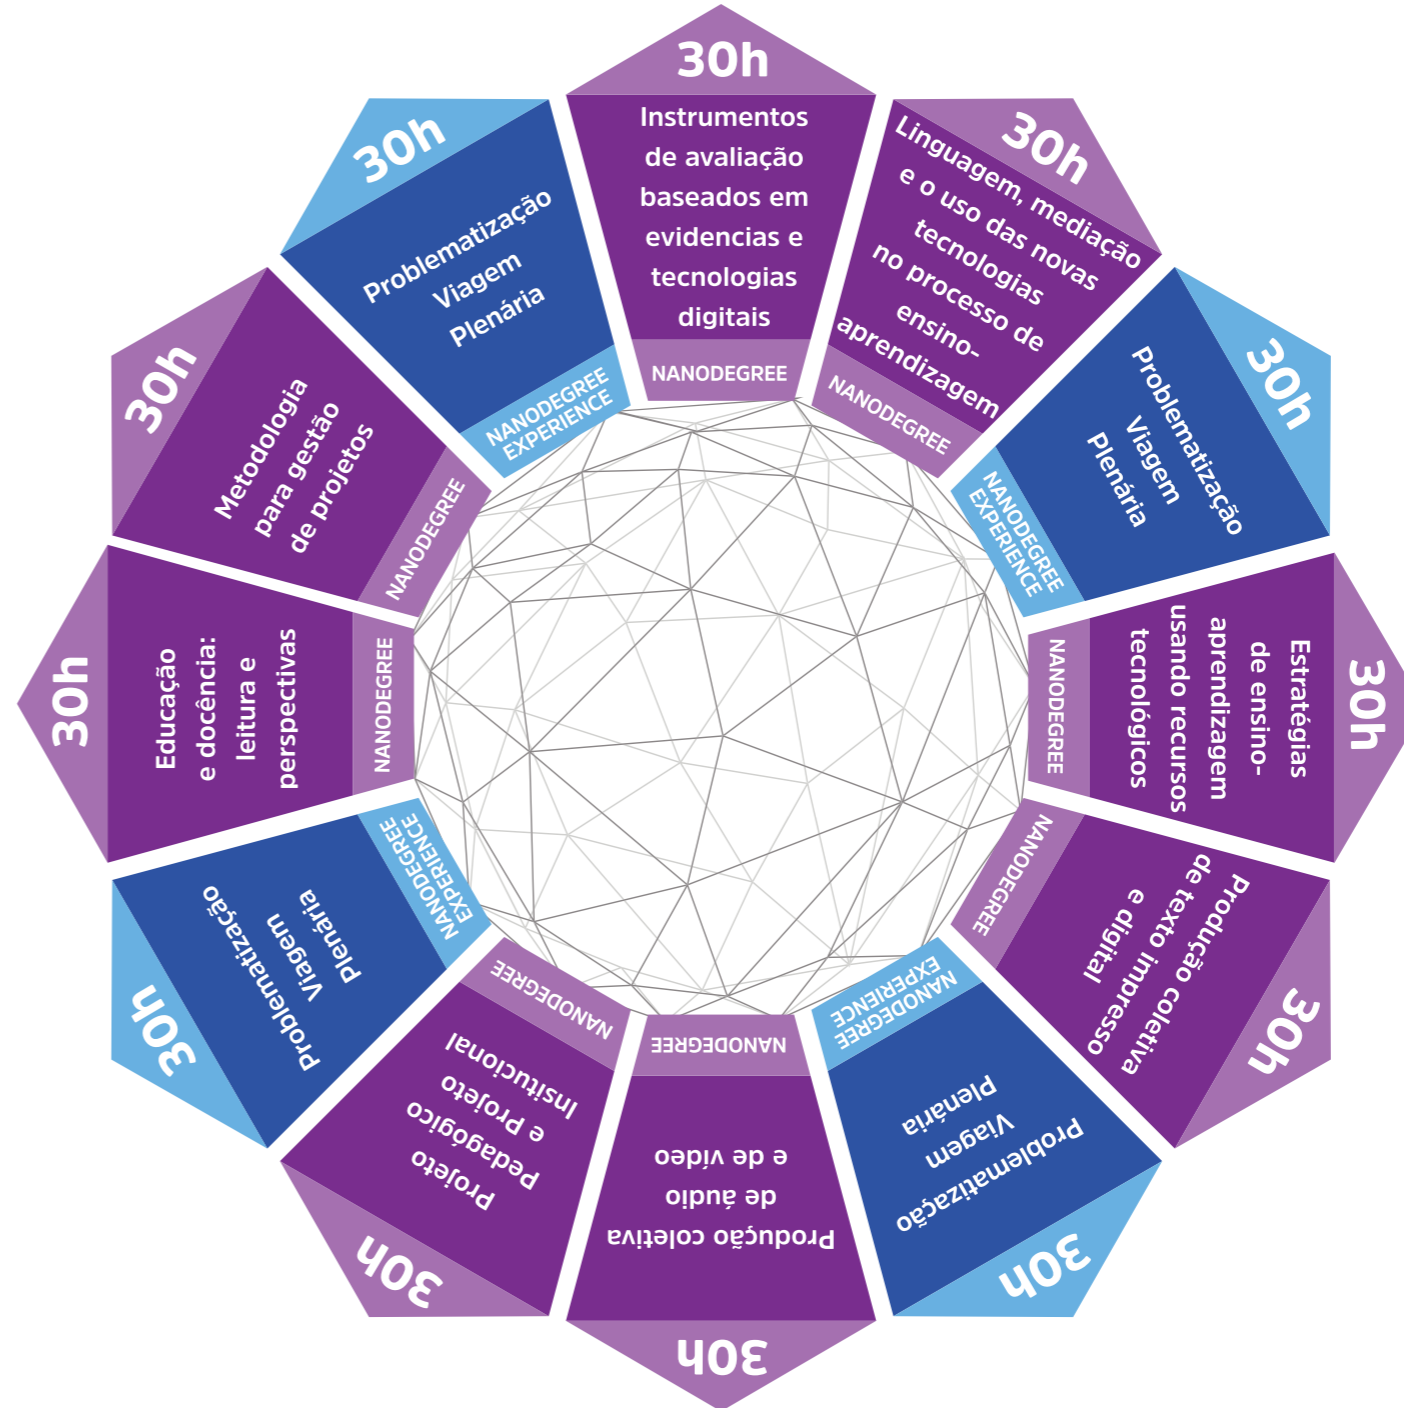 30h
Instrumentos
de avaliação
baseados em
evidencias e
tecnologias
digitais
NANODEGREE
30h
Linguagem, mediação
e o uso das novas
tecnologias
no processo de
ensino-
aprendizagem
NANODEGREE
30h
Problematização
Viagem
Plenária
NANODEGREE
EXPERIENCE
30h
Estratégias
de ensino-
aprendizagem
usando recursos
tecnológicos
NANODEGREE
30h
Produção coletiva
de texto impresso
e digital
NANODEGREE
30h
Problematização
Viagem
Plenária
NANODEGREE
EXPERIENCE
30h
Produção coletiva
de áudio
e de vídeo
NANODEGREE
30h
Projeto
Pedagógico
e Projeto
Insitucional
NANODEGREE
30h
Problematização
Viagem
Plenária
NANODEGREE
EXPERIENCE
30h
Educação
e docência:
leitura e
perspectivas
NANODEGREE
30h
Metodologia
para gestão
de projetos
NANODEGREE
30h
Problematização
Viagem
Plenária
NANODEGREE
EXPERIENCE